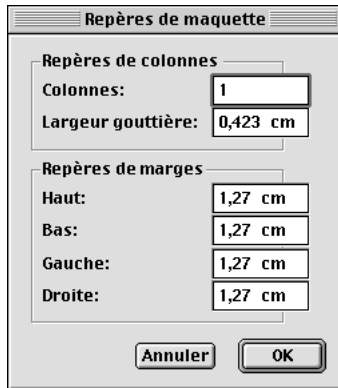 Repères de maquette
Repères de colonnes
Colonnes: 1
Largeur gouttière: 0,423 cm
Repères de marges
Haut: 1,27 cm
Bas: 1,27 cm
Gauche: 1,27 cm
Droite: 1,27 cm
Annuler OK